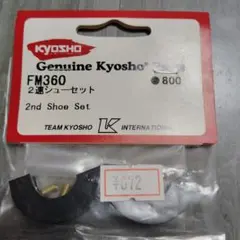 KYOSHO
Genuine Kyosho
FM360
800
2速シューセット
2nd Shoe Set
TEAM KYOSHO K INTERNATIONAL